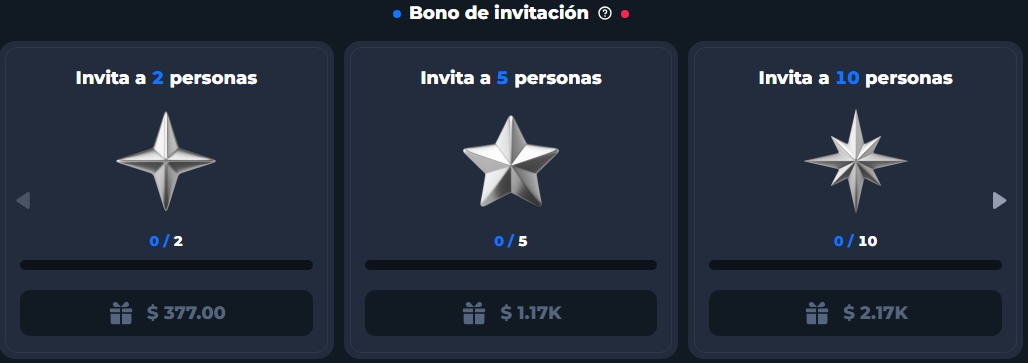 Bono de invitación
Invita a 2 personas
0 / 2
$ 377.00
Invita a 5 personas
0 / 5
$ 1.17K
Invita a 10 personas
0 / 10
$ 2.17K